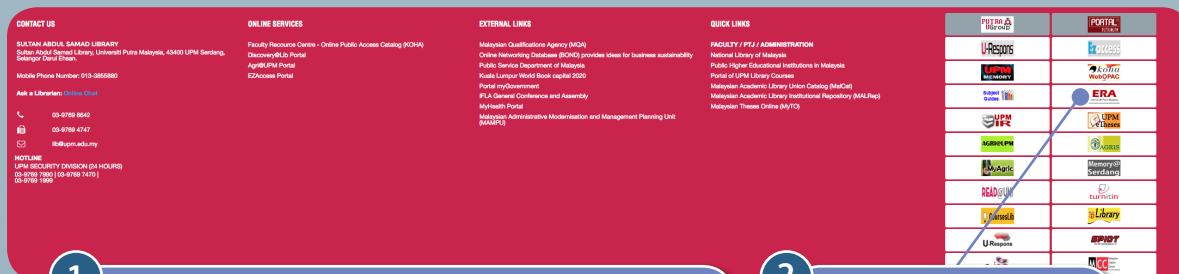 CONTACT US
SULTAN ABDUL SAMAD LIBRARY
Sultan Abdul Samad Library, Universiti Putra Malaysia, 43400 UPM Serdang,
Selangor Darul Ehsan.
Mobile Phone Number: 013-3855880
Ask a Librarian: Online Chat
03-9769 8642
03-9769 4747
lib@upm.edu.my
HOTLINE
UPM SECURITY DIVISION (24 HOURS)
03-9769 7990 | 03-9769 7470 |
03-9769 1999
ONLINE SERVICES
Faculty Recource Centre - Online Public Access Catalog (KOHA)
Discovery@Lib Portal
Agri@UPM Portal
EZAccess Portal
EXTERNAL LINKS
Malaysian Qualifications Agency (MQA)
Online Networking Database (BOND) provides ideas for business sustainability
Public Service Department of Malaysia
Kuala Lumpur World Book capital 2020
Portal myGovernment
IFLA General Conference and Assembly
MyHealth Portal
Malaysian Administrative Modernisation and Management Planning Unit
(MAMPU)
QUICK LINKS
FACULTY / PTJ / ADMINISTRATION
National Library of Malaysia
Public Higher Educational Institutions in Malaysia
Portal of UPM Library Courses
Malaysian Academic Library Union Catalog (MalCat)
Malaysian Academic Library Institutional Repository (MALRep)
Malaysian Theses Online (MyTO)
PUTRA
UGroup
PORTAL
U-Respons
Ezaccess
UPM
MEMORY
koha
WebOPAC
Subject
Guides
ERA
UPM
IR
UPM
eTheses
AGRI@UPM
AGRIS
MyAgric
Memory@
Serdang
READ@UNI
turnitin
CoursesLib
Library
U.Respons
SPIDT
MCC
1
2